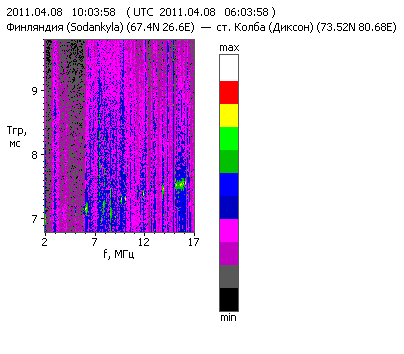 2011.04.08 10:03:58 ( UTC 2011.04.08 06:03:58 )
Финляндия (Sodankyla) (67.4N 26.6E) — ст. Колба (Диксон) (73.52N 80.68E)
max
9
Tгр,
мс
8
7
2 7 12 17
f, МГц
min